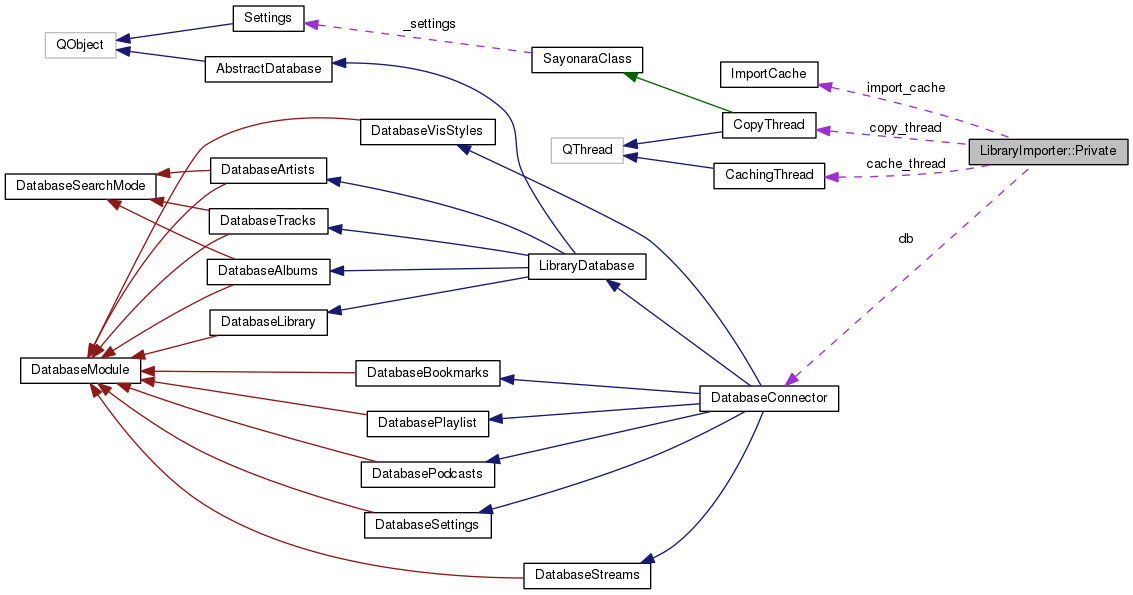 Settings
_settings
QObject
SayonaraClass
AbstractDatabase
ImportCache
import_cache
DatabaseVisStyles
CopyThread
copy_thread
QThread
LibraryImporter::Private
DatabaseArtists
cache_thread
CachingThread
DatabaseSearchMode
DatabaseTracks
db
DatabaseAlbums
LibraryDatabase
DatabaseLibrary
DatabaseModule
DatabaseBookmarks
DatabaseConnector
DatabasePlaylist
DatabasePodcasts
DatabaseSettings
DatabaseStreams